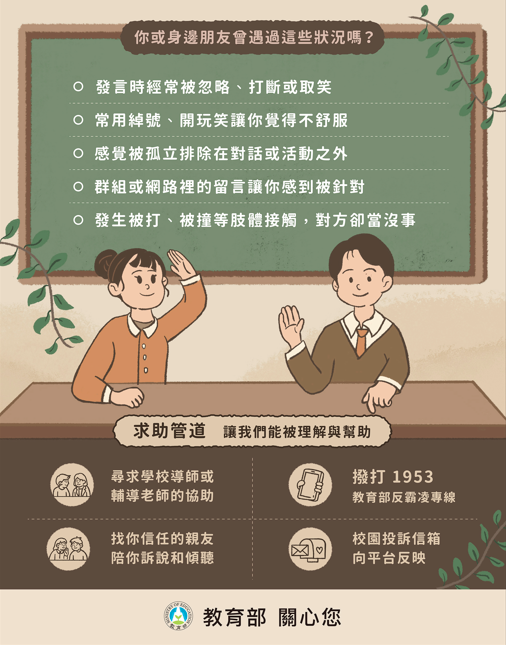 你或身邊朋友曾遇過這些狀況嗎？
發言時經常被忽略、打斷或取笑
常用綽號、開玩笑讓你覺得不舒服
感覺被孤立排除在對話或活動之外
群組或網路裡的留言讓你感到被針對
發生被打、被撞等肢體接觸，對方卻當沒事
求助管道 讓我們能被理解與幫助
尋求學校導師或
輔導老師的協助
撥打 1953
教育部反霸凌專線
找你信任的親友
陪你訴說和傾聽
校園投訴信箱
向平台反映
教育部 關心您